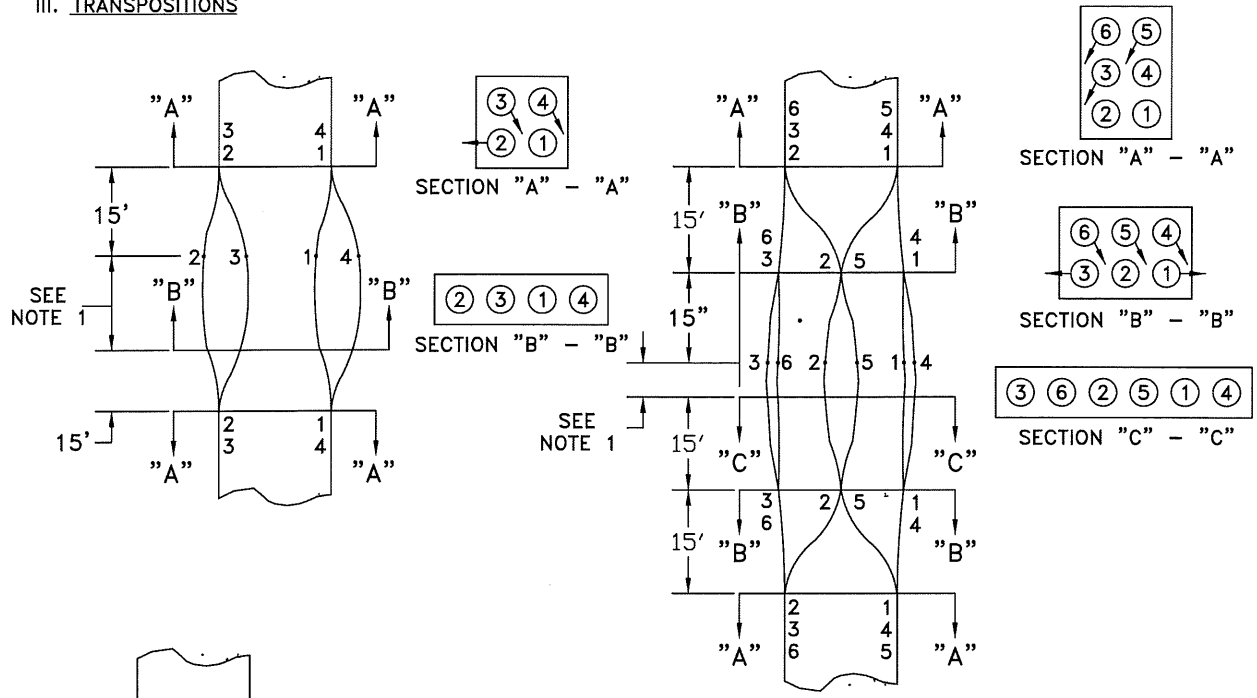 III. TRANSPOSITIONS
"A" "A"
3 4
2 1
15'
2 3 1 4
SEE
NOTE 1
"B" "B"
15'
2 1
3 4
"A" "A"
3 4
2 1
SECTION "A" - "A"
2 3 1 4
SECTION "B" - "B"
"A" "A"
6 5
3 4
2 1
15'
"B" "B"
6 4
3 2 5 1
15"
3 6 2 5 1 4
SEE
NOTE 1
15'
"C" "C"
3 2 5 1
6 4
15'
"B" "B"
2 1
3 4
6 5
"A" "A"
6 5
3 4
2 1
SECTION "A" - "A"
6 5 4
3 2 1
SECTION "B" - "B"
3 6 2 5 1 4
SECTION "C" - "C"